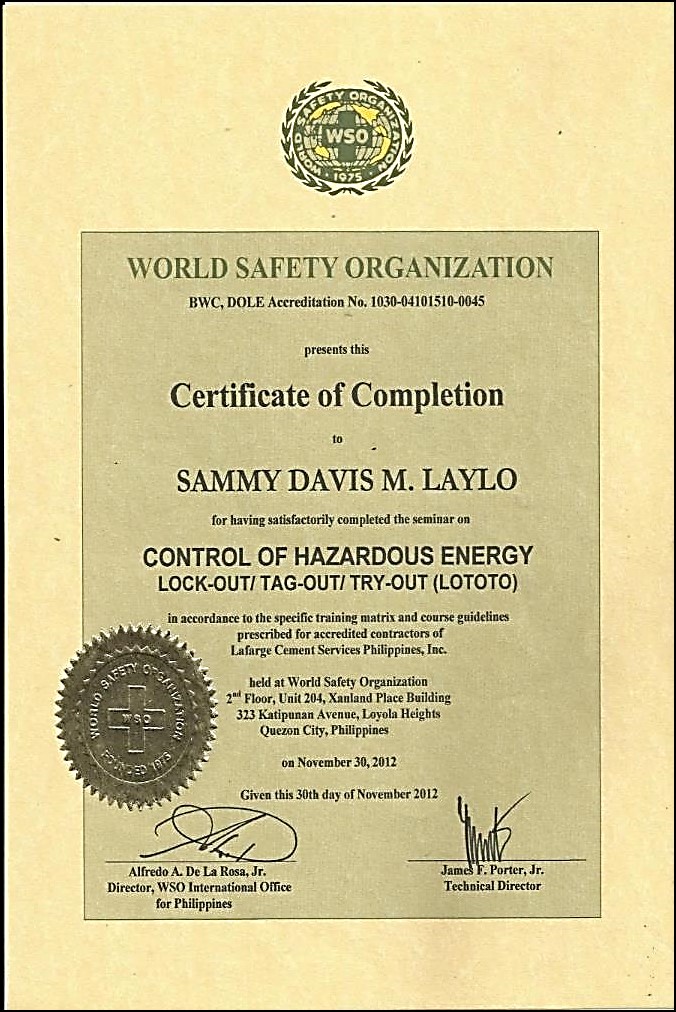 WORLD SAFETY ORGANIZATION
WSO
1975
WORLD SAFETY ORGANIZATION
BWC, DOLE Accreditation No. 1030-04101510-0045
presents this
Certificate of Completion
to
SAMMY DAVIS M. LAYLO
for having satisfactorily completed the seminar on
CONTROL OF HAZARDOUS ENERGY
LOCK-OUT/ TAG-OUT/ TRY-OUT (LOTOTO)
in accordance to the specific training matrix and course guidelines
prescribed for accredited contractors of
Lafarge Cement Services Philippines, Inc.
held at World Safety Organization
2nd Floor, Unit 204, Xanland Place Building
323 Katipunan Avenue, Loyola Heights
Quezon City, Philippines
on November 30, 2012
Given this 30th day of November 2012
WORLD SAFETY ORGANIZATION
WSO
FOUNDED 1975
Alfredo A. De La Rosa, Jr.
Director, WSO International Office
for Philippines
James F. Porter, Jr.
Technical Director